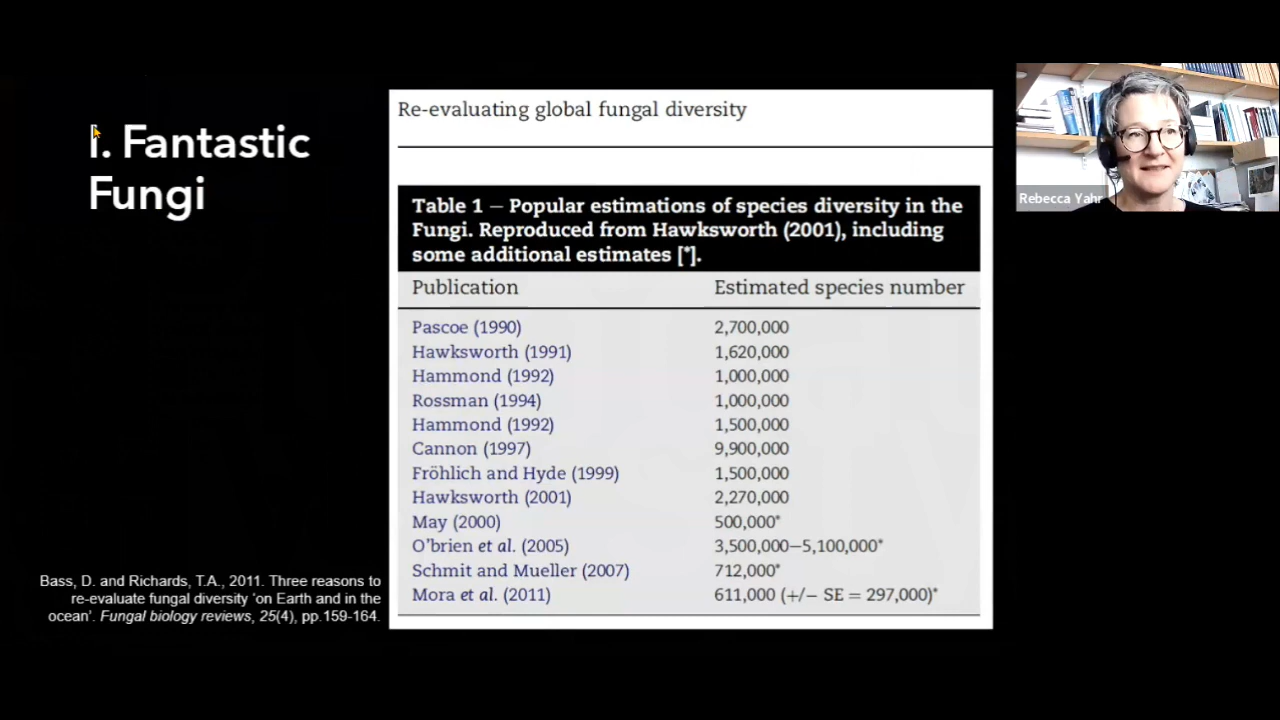 i. Fantastic
Fungi
Re-evaluating global fungal diversity
Table 1 – Popular estimations of species diversity in the
Fungi. Reproduced from Hawksworth (2001), including
some additional estimates [*].
Publication Estimated species number
Pascoe (1990) 2,700,000
Hawksworth (1991) 1,620,000
Hammond (1992) 1,000,000
Rossman (1994) 1,000,000
Hammond (1992) 1,500,000
Cannon (1997) 9,900,000
Fröhlich and Hyde (1999) 1,500,000
Hawksworth (2001) 2,270,000
May (2000) 500,000*
O'brien et al. (2005) 3,500,000–5,100,000*
Schmit and Mueller (2007) 712,000*
Mora et al. (2011) 611,000 (+/– SE = 297,000)*
Bass, D. and Richards, T.A., 2011. Three reasons to
re-evaluate fungal diversity 'on Earth and in the
ocean'. Fungal biology reviews, 25(4), pp.159-164.
Rebecca Yahr